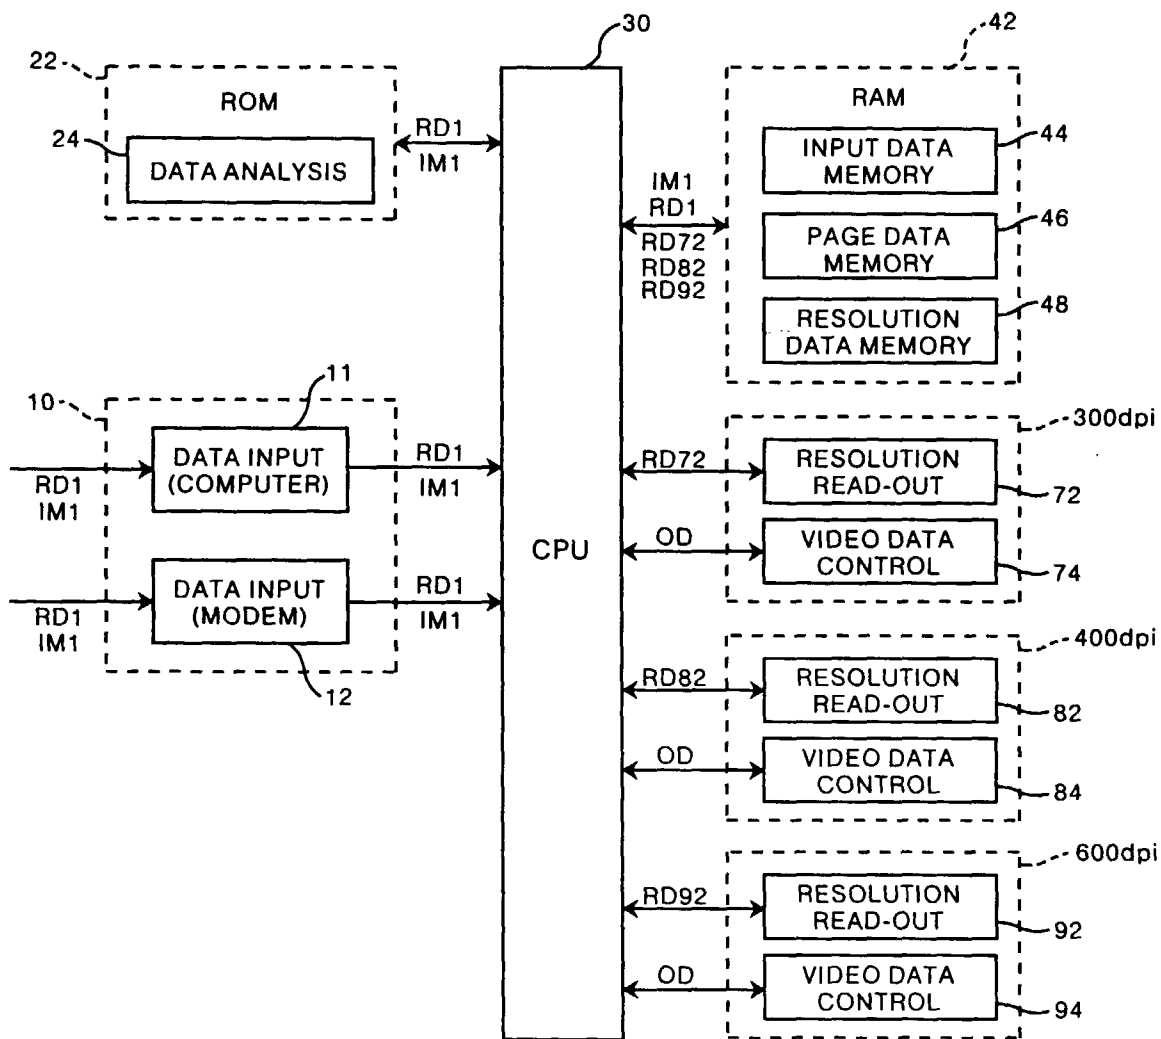 30
22
ROM
24
DATA ANALYSIS
RD1
IM1
42
RAM
INPUT DATA
MEMORY
44
PAGE DATA
MEMORY
46
RESOLUTION
DATA MEMORY
48
IM1
RD1
RD72
RD82
RD92
10
11
DATA INPUT
(COMPUTER)
RD1
IM1
RD1
IM1
DATA INPUT
(MODEM)
12
RD1
IM1
RD1
IM1
CPU
300dpi
RD72
RESOLUTION
READ-OUT
72
OD
VIDEO DATA
CONTROL
74
400dpi
RD82
RESOLUTION
READ-OUT
82
OD
VIDEO DATA
CONTROL
84
600dpi
RD92
RESOLUTION
READ-OUT
92
OD
VIDEO DATA
CONTROL
94